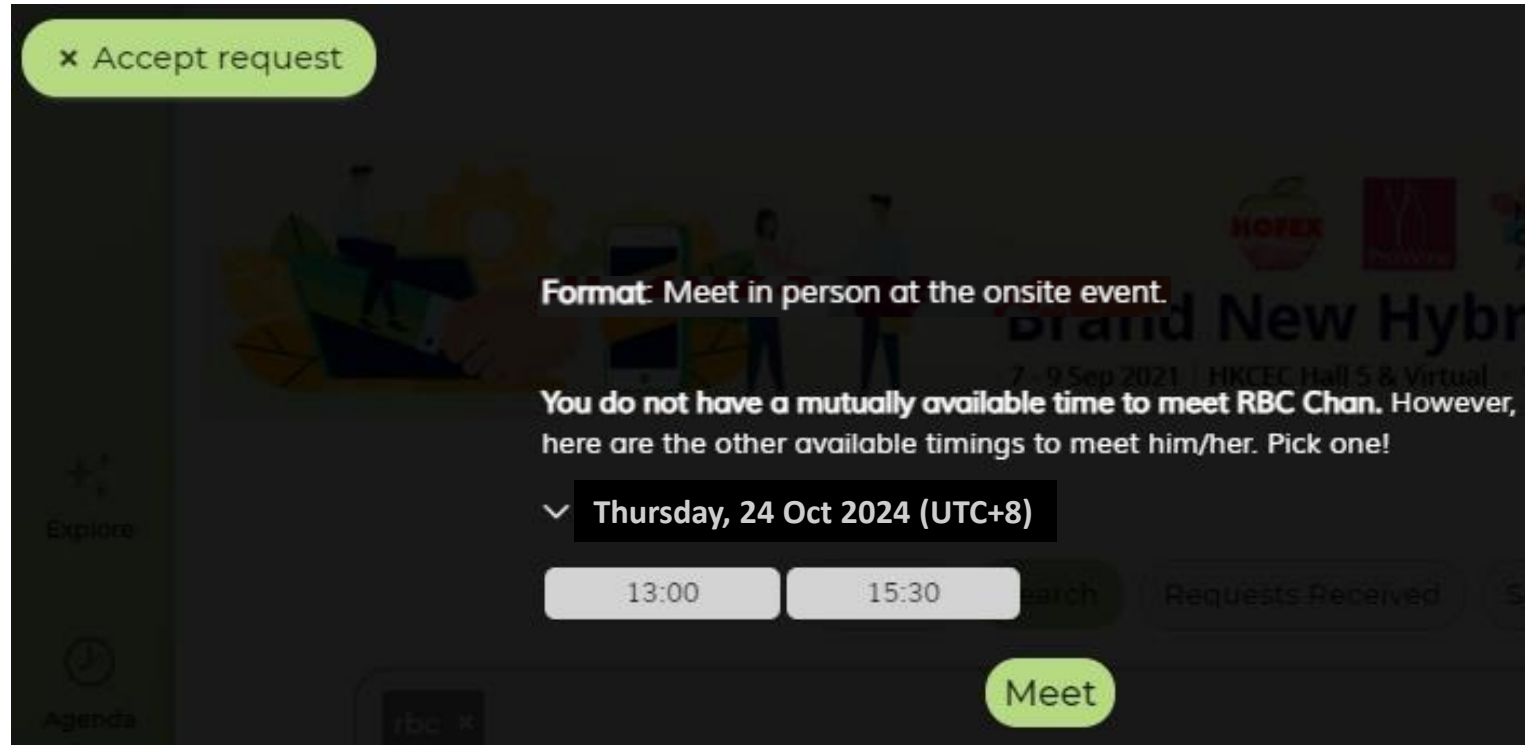 × Accept request
HOFEX
ProWine
Format: Meet in person at the onsite event.
Brand New Hybr
7 - 9 Sep 2021 | HKCEC Hall 5 & Virtual
You do not have a mutually available time to meet RBC Chan. However,
here are the other available timings to meet him/her. Pick one!
Explore
Thursday, 24 Oct 2024 (UTC+8)
13:00 15:30 earch Requests Received S
Meet
Agenda
rbc ×